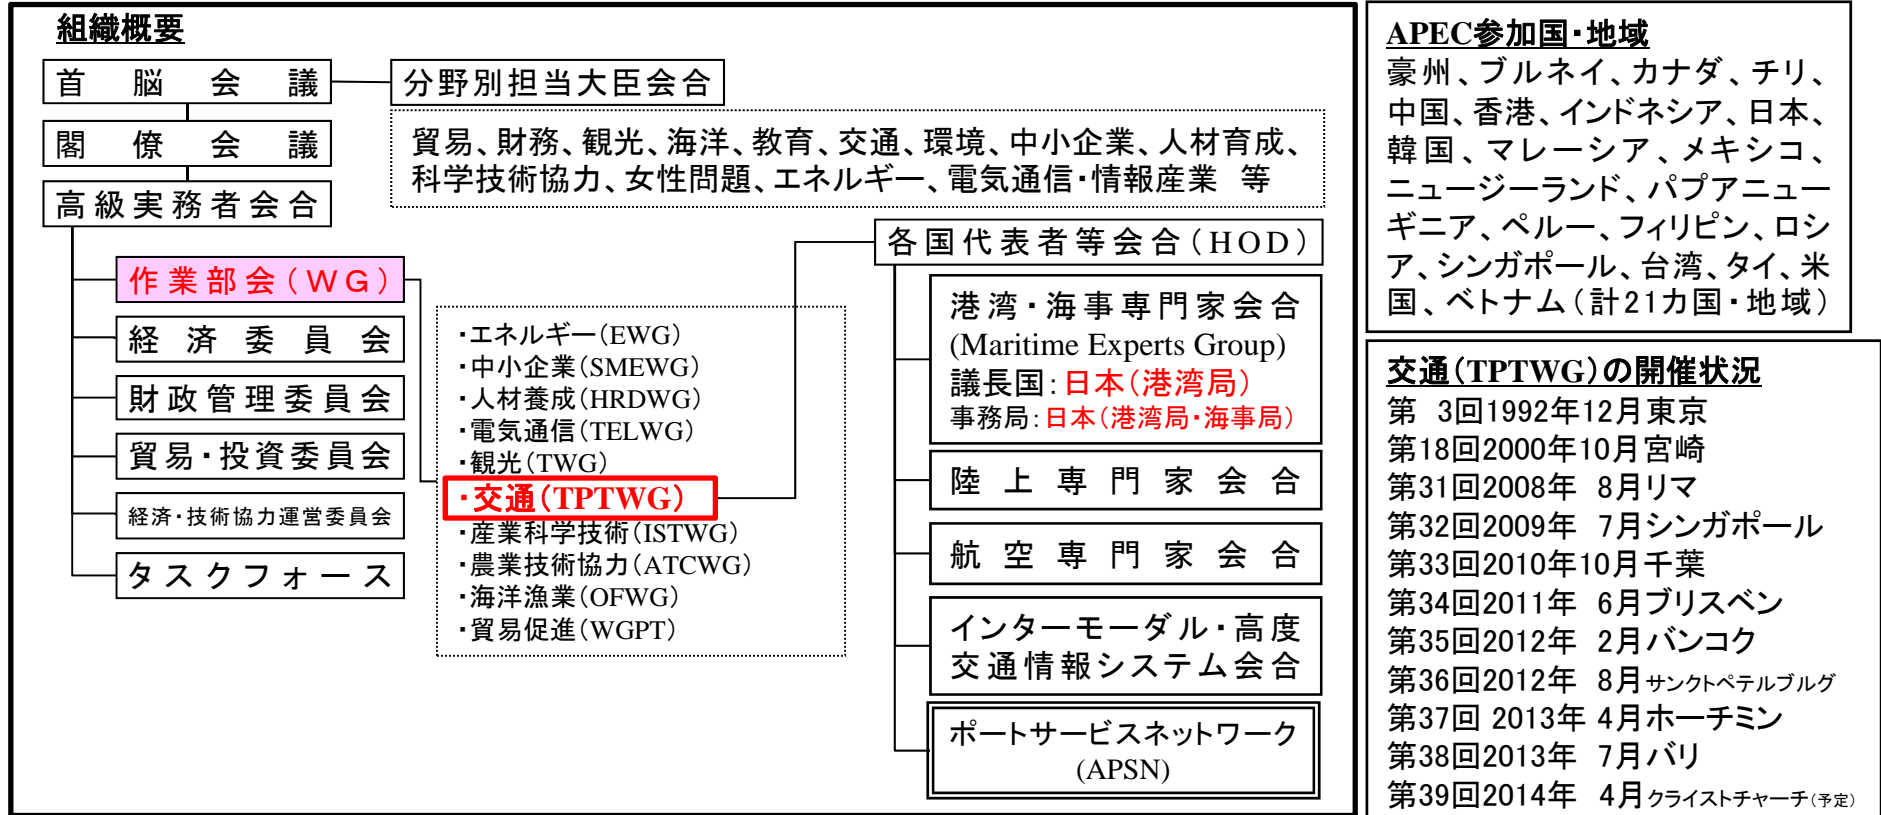 組織概要
首脳会議
分野別担当大臣会合
閣僚会議
貿易、財務、観光、海洋、教育、交通、環境、中小企業、人材育成、
科学技術協力、女性問題、エネルギー、電気通信・情報産業 等
高級実務者会合
作業部会（ＷＧ）
経済委員会
財政管理委員会
貿易・投資委員会
経済・技術協力運営委員会
タスクフォース
・エネルギー（EWG）
・中小企業（SMEWG）
・人材養成（HRDWG）
・電気通信（TELWG）
・観光（TWG）
・交通（TPTWG）
・産業科学技術（ISTWG）
・農業技術協力（ATCWG）
・海洋漁業（OFWG）
・貿易促進（WGPT）
各国代表者等会合（HOD）
港湾・海事専門家会合
(Maritime Experts Group)
議長国：日本（港湾局）
事務局：日本（港湾局・海事局）
陸上専門家会合
航空専門家会合
インターモーダル・高度
交通情報システム会合
ポートサービスネットワーク
(APSN)
APEC参加国・地域
豪州、ブルネイ、カナダ、チリ、
中国、香港、インドネシア、日本、
韓国、マレーシア、メキシコ、
ニュージーランド、パプアニュー
ギニア、ペルー、フィリピン、ロシ
ア、シンガポール、台湾、タイ、米
国、ベトナム（計21カ国・地域）
交通（TPTWG）の開催状況
第 3回1992年12月東京
第18回2000年10月宮崎
第31回2008年 8月リマ
第32回2009年 7月シンガポール
第33回2010年10月千葉
第34回2011年 6月ブリスベン
第35回2012年 2月バンコク
第36回2012年 8月サンクトペテルブルグ
第37回 2013年 4月ホーチミン
第38回2013年 7月バリ
第39回2014年 4月クライストチャーチ（予定）